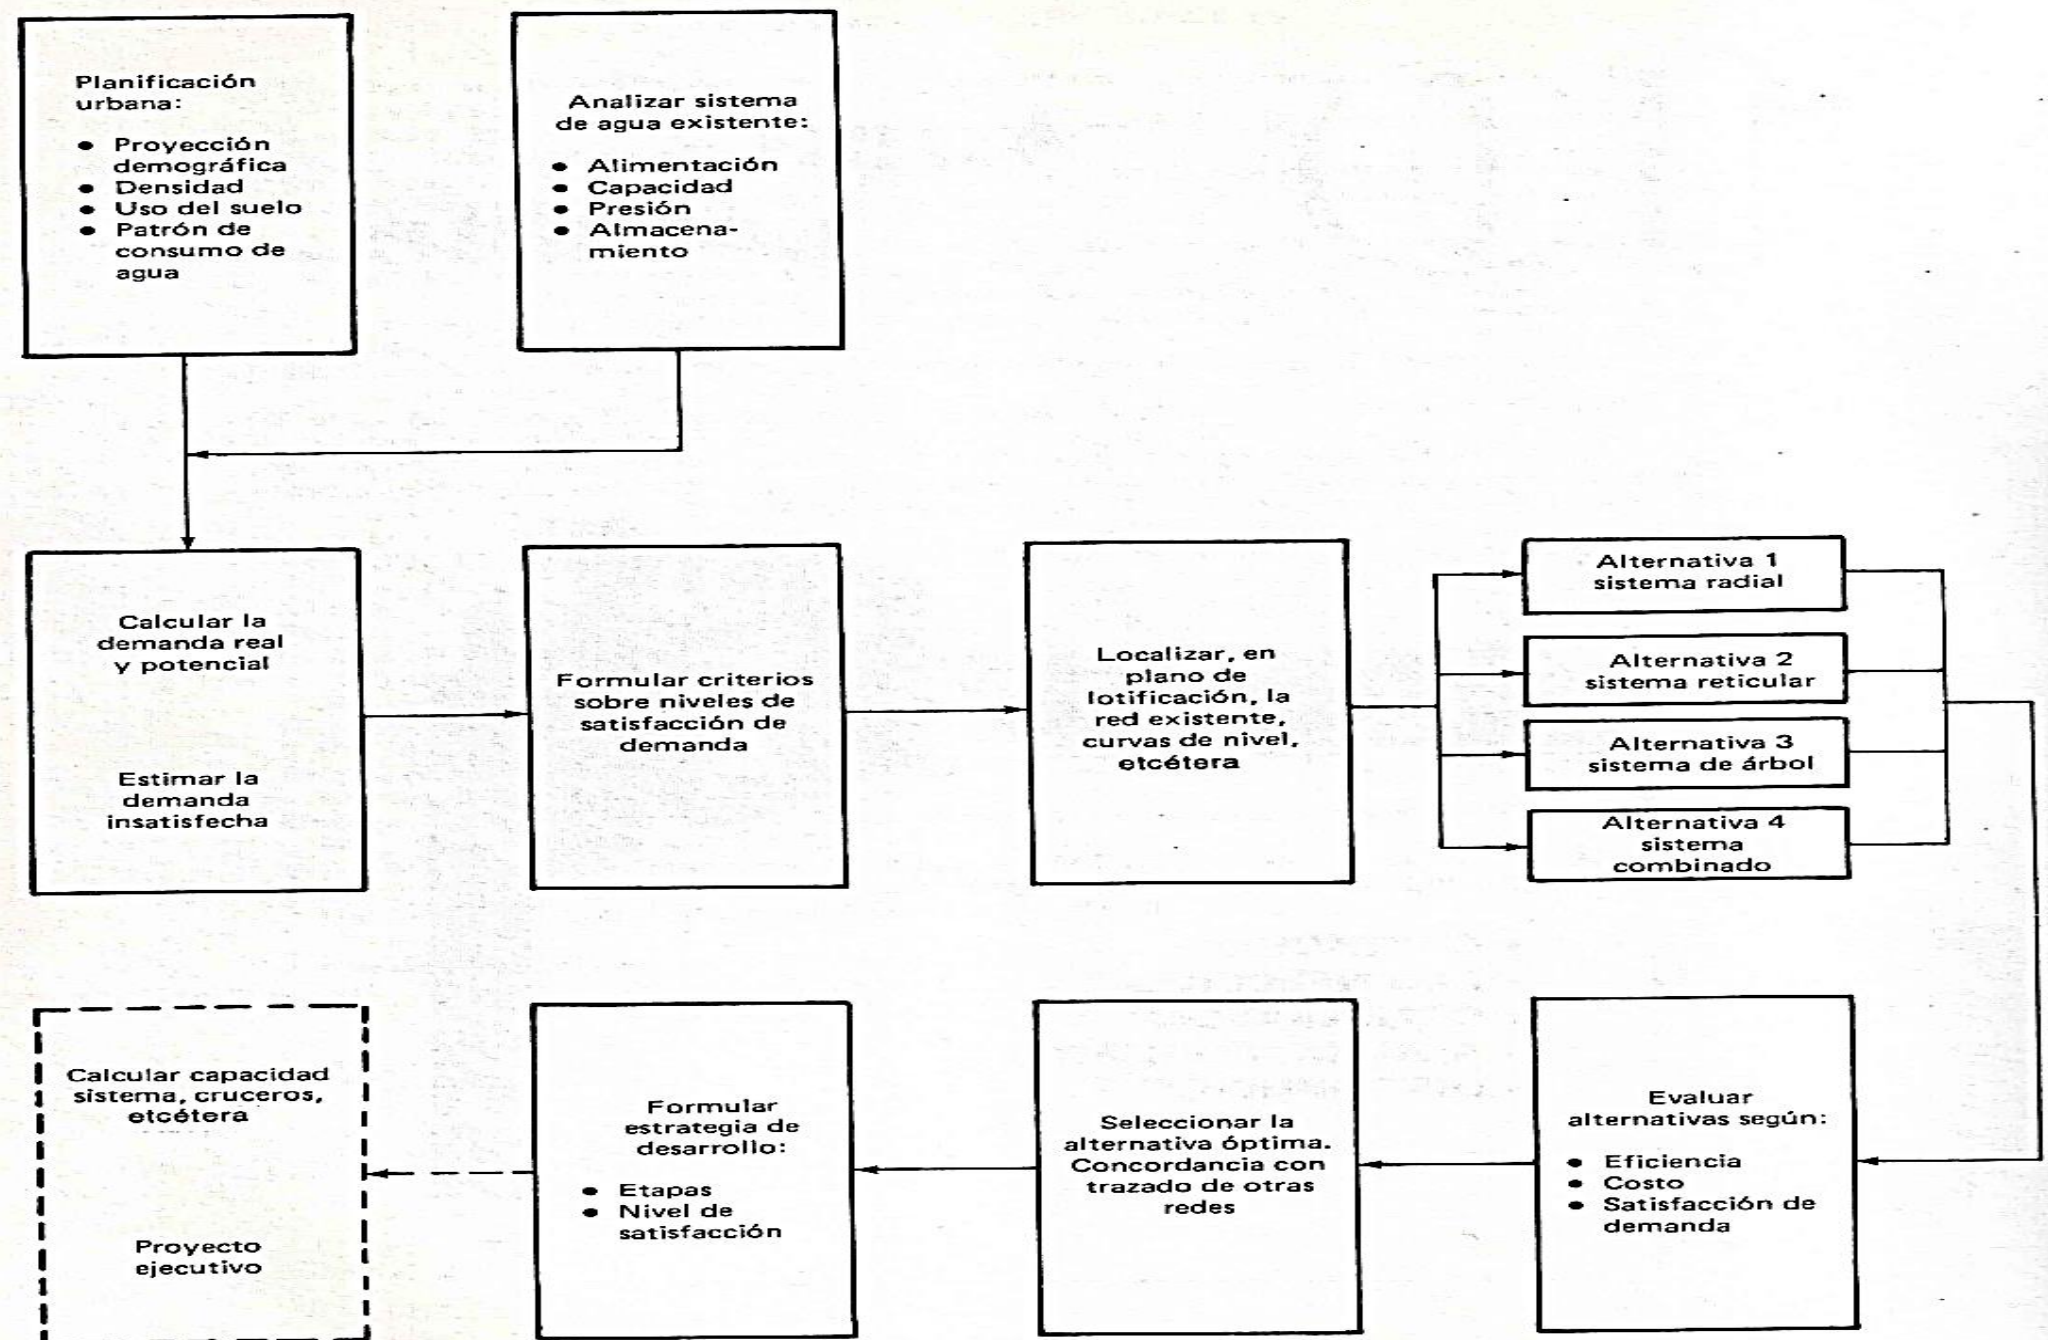 Planificación
urbana:
● Proyección
demográfica
● Densidad
● Uso del suelo
● Patrón de
consumo de
agua
Analizar sistema
de agua existente:
● Alimentación
● Capacidad
● Presión
● Almacena-
miento
Calcular la
demanda real
y potencial
Estimar la
demanda
insatisfecha
Formular criterios
sobre niveles de
satisfacción de
demanda
Localizar, en
plano de
lotificación, la
red existente,
curvas de nivel,
etcétera
Alternativa 1
sistema radial
Alternativa 2
sistema reticular
Alternativa 3
sistema de árbol
Alternativa 4
sistema
combinado
Calcular capacidad
sistema, cruceros,
etcétera
Proyecto
ejecutivo
Formular
estrategia de
desarrollo:
● Etapas
● Nivel de
satisfacción
Seleccionar la
alternativa óptima.
Concordancia con
trazado de otras
redes
Evaluar
alternativas según:
● Eficiencia
● Costo
● Satisfacción de
demanda